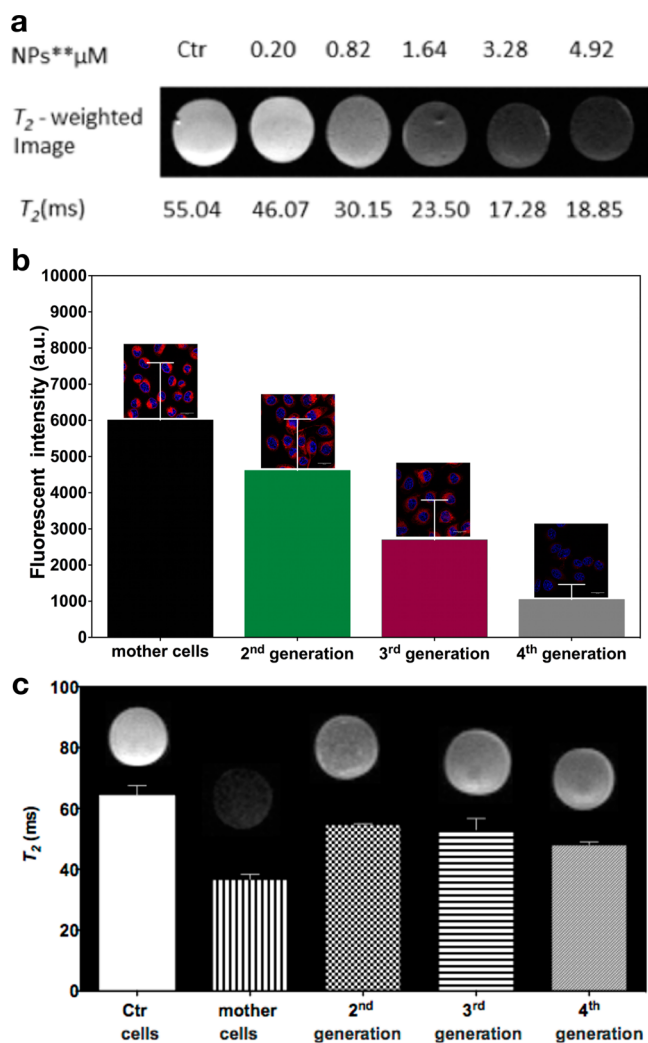 a
NPs**µM Ctr 0.20 0.82 1.64 3.28 4.92
T2 - weighted
Image
T2(ms) 55.04 46.07 30.15 23.50 17.28 18.85
b
10000
9000
8000
7000
6000
5000
4000
3000
2000
1000
0
Fluorescent intensity (a.u.)
mother cells 2nd generation 3rd generation 4th generation
c
100
80
60
40
20
0
T2 (ms)
Ctr mother 2nd 3rd 4th
cells cells generation generation generation